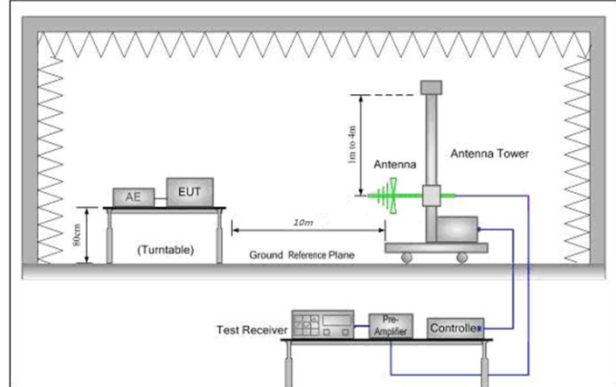 1m to 4m
Antenna
Antenna Tower
AE
EUT
80cm
(Turntable)
10m
Ground Reference Plane
Test Receiver
Pre-
Amplifier
Controller